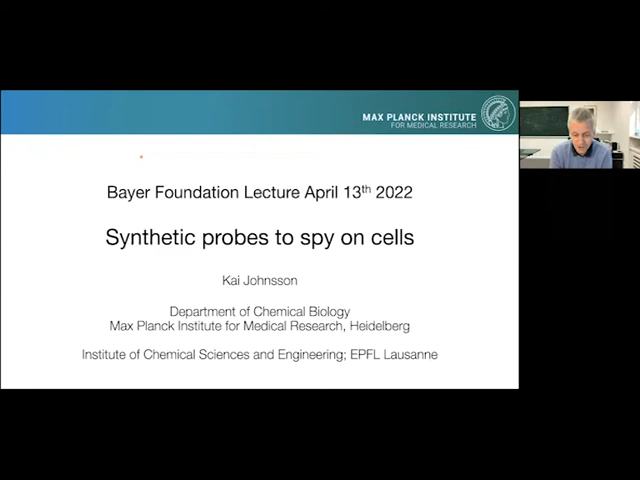 MAX PLANCK INSTITUTE
FOR MEDICAL RESEARCH
Bayer Foundation Lecture April 13th 2022
Synthetic probes to spy on cells
Kai Johnsson
Department of Chemical Biology
Max Planck Institute for Medical Research, Heidelberg
Institute of Chemical Sciences and Engineering; EPFL Lausanne